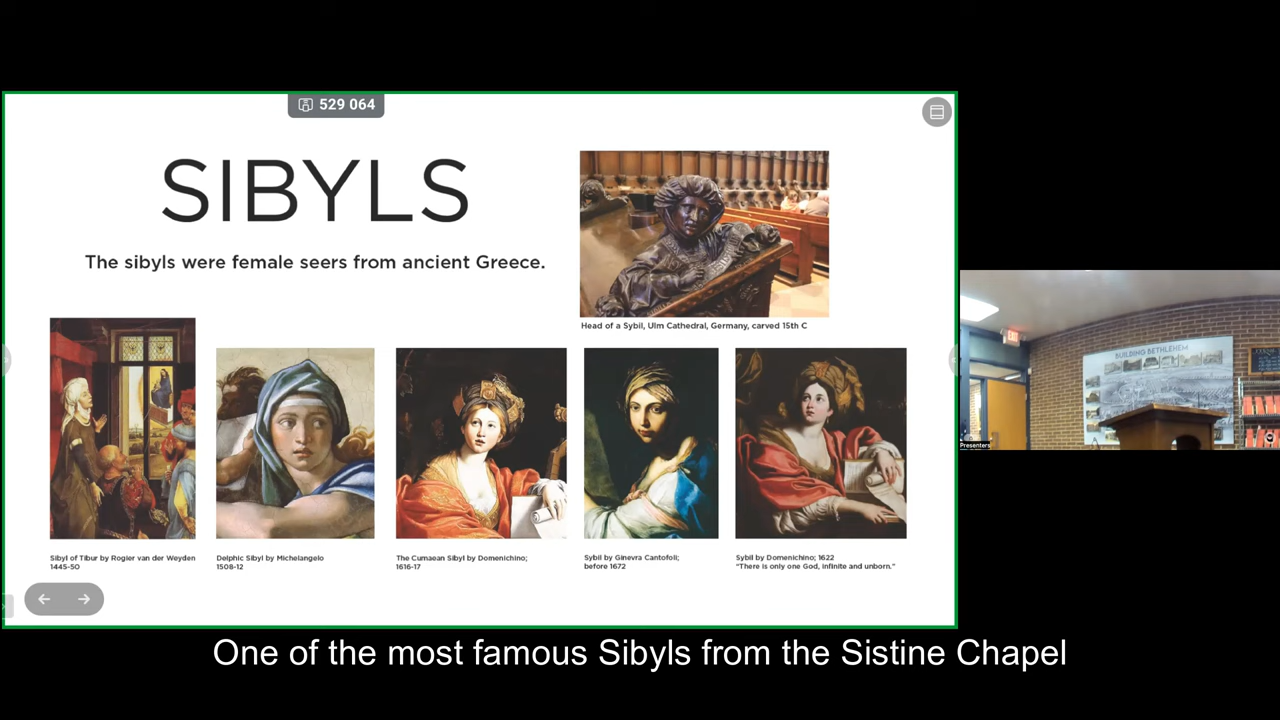 529 064
SIBYLS
The sibyls were female seers from ancient Greece.
Head of a Sybil, Ulm Cathedral, Germany, carved 15th C
Sibyl of Tibur by Rogier van der Weyden
1445-50
Delphic Sibyl by Michelangelo
1508-12
The Cumaean Sibyl by Domenichino;
1616-17
Sybil by Ginevra Cantofoli;
before 1672
Sybil by Domenichino; 1622
"There is only one God, infinite and unborn."
EXIT
BUILDING BETHLEHEM
Presenters
One of the most famous Sibyls from the Sistine Chapel